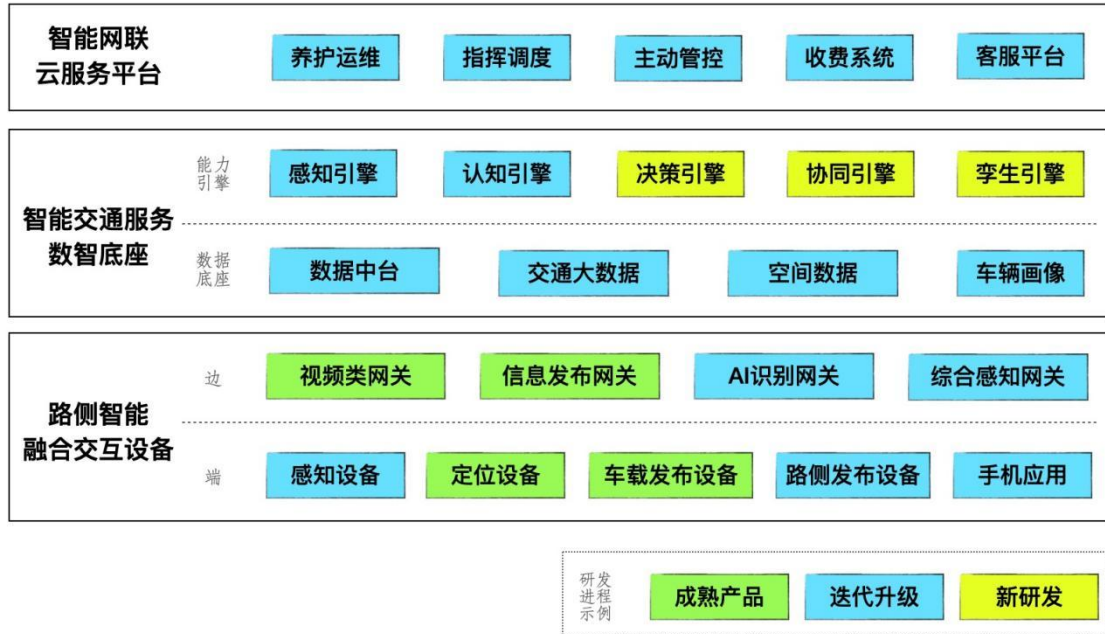 智能网联
云服务平台
养护运维 指挥调度 主动管控 收费系统 客服平台
智能交通服务
数智底座
能力
引擎
感知引擎 认知引擎 决策引擎 协同引擎 孪生引擎
数据
底座
数据中台 交通大数据 空间数据 车辆画像
路侧智能
融合交互设备
边
视频类网关 信息发布网关 AI识别网关 综合感知网关
端
感知设备 定位设备 车载发布设备 路侧发布设备 手机应用
研发
进程
示例
成熟产品 迭代升级 新研发